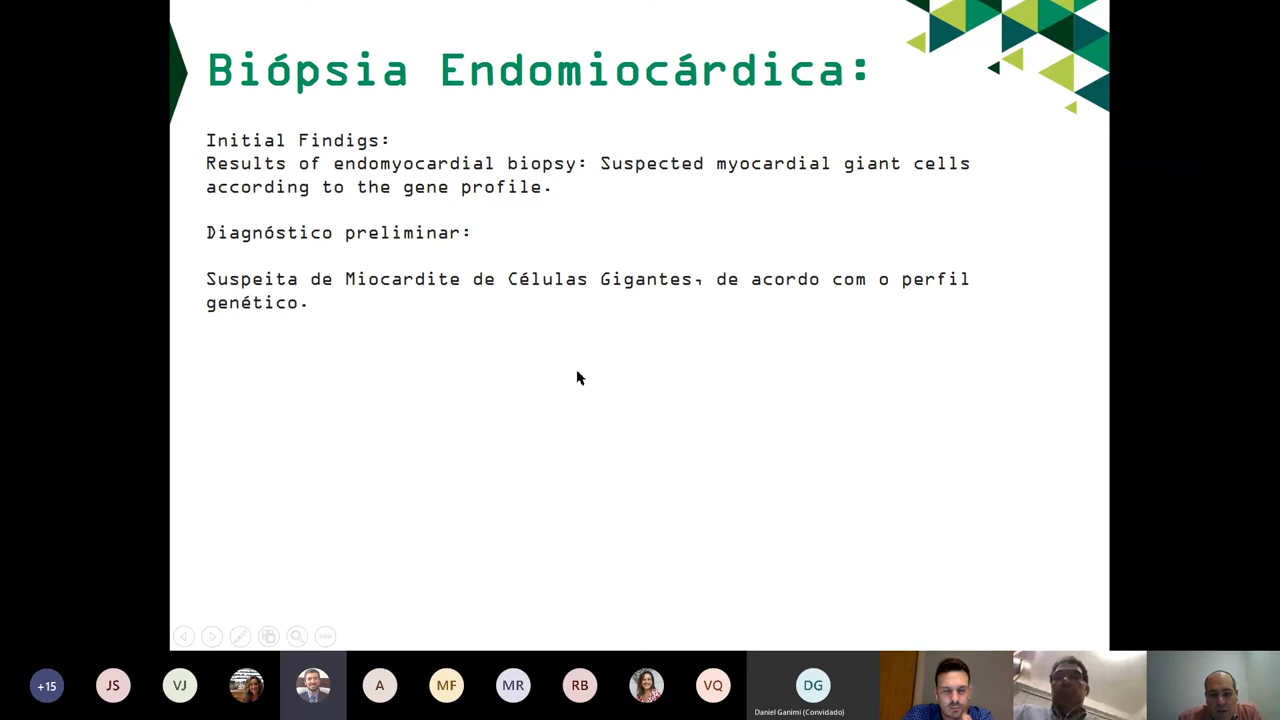 Biópsia Endomiocárdica:
Initial Findigs:
Results of endomyocardial biopsy: Suspected myocardial giant cells
according to the gene profile.
Diagnóstico preliminar:
Suspeita de Miocardite de Células Gigantes, de acordo com o perfil
genético.
+15
JS
VJ
A
MF
MR
RB
VQ
DG
Daniel Ganimi (Convidado)